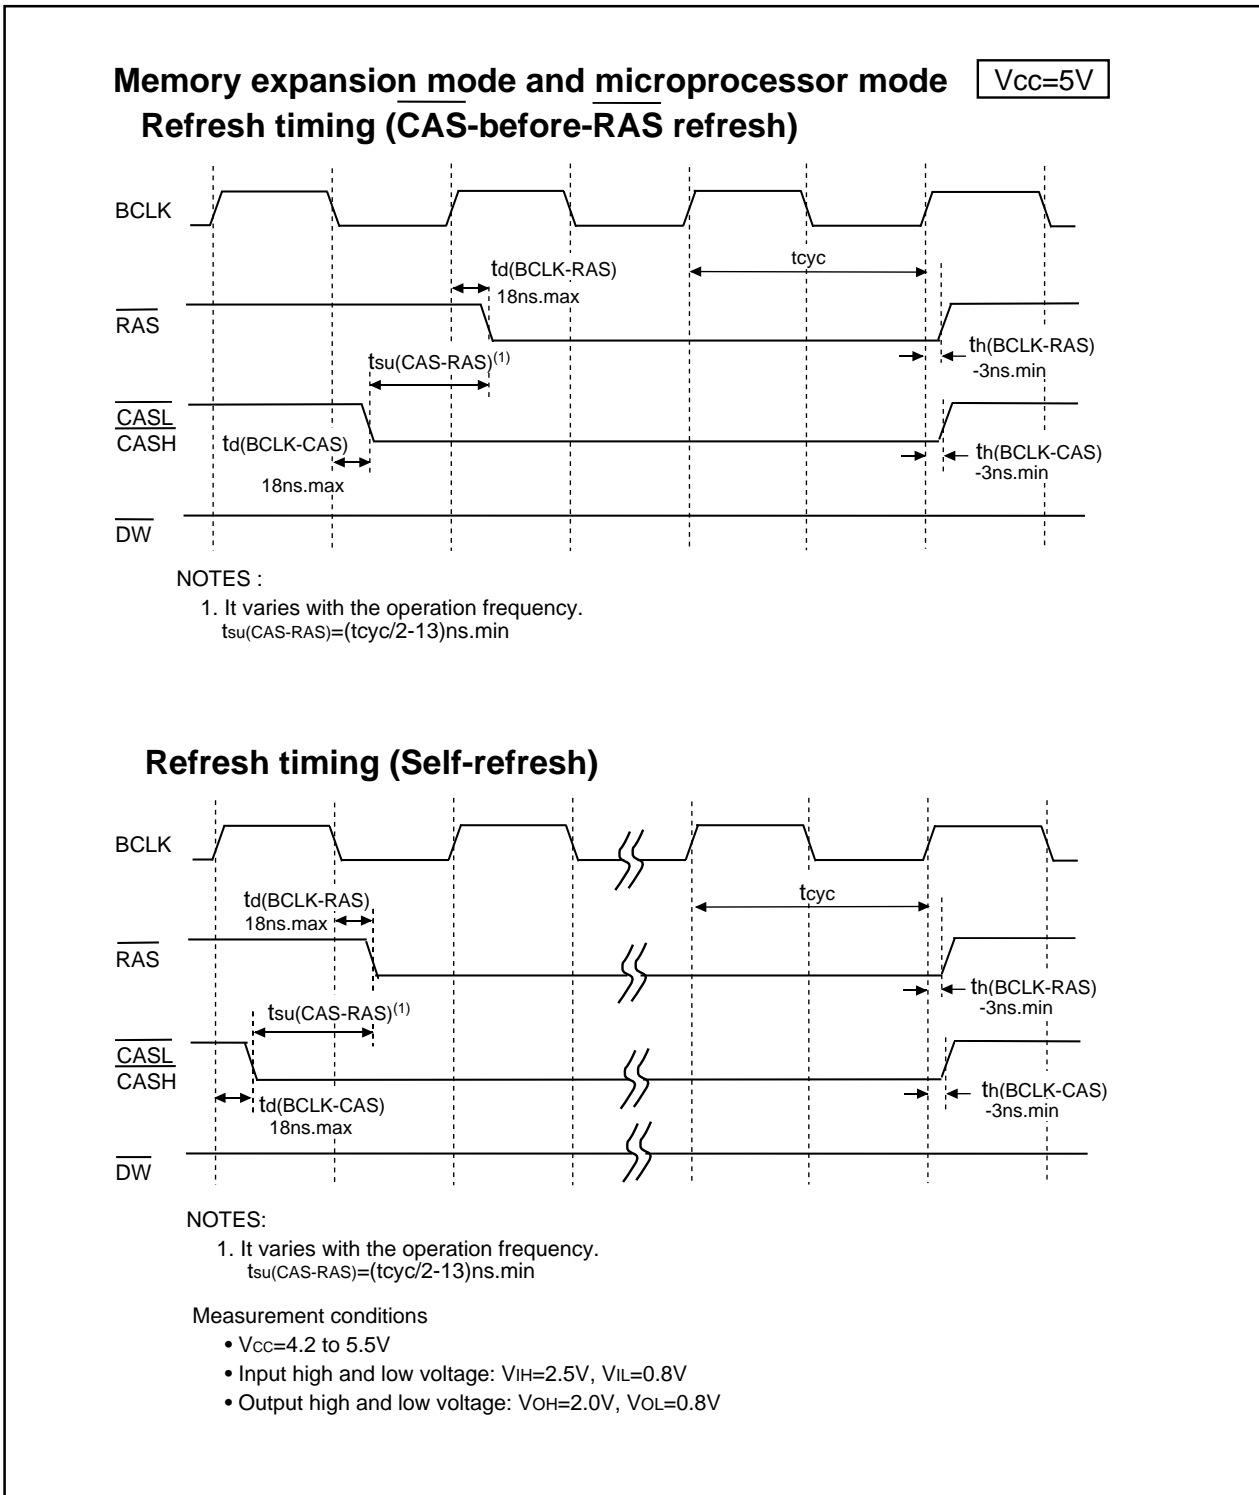 Memory expansion mode and microprocessor mode Vcc=5V
Refresh timing (CAS-before-RAS refresh)
BCLK
tcyc
td(BCLK-RAS)
18ns.max
RAS
th(BCLK-RAS)
-3ns.min
tsu(CAS-RAS)(1)
CASL
CASH
td(BCLK-CAS)
18ns.max
th(BCLK-CAS)
-3ns.min
DW
NOTES :
1. It varies with the operation frequency.
tsu(CAS-RAS)=(tcyc/2-13)ns.min
Refresh timing (Self-refresh)
BCLK
td(BCLK-RAS)
18ns.max
tcyc
RAS
th(BCLK-RAS)
-3ns.min
tsu(CAS-RAS)(1)
CASL
CASH
td(BCLK-CAS)
18ns.max
th(BCLK-CAS)
-3ns.min
DW
NOTES:
1. It varies with the operation frequency.
tsu(CAS-RAS)=(tcyc/2-13)ns.min
Measurement conditions
• VCC=4.2 to 5.5V
• Input high and low voltage: VIH=2.5V, VIL=0.8V
• Output high and low voltage: VOH=2.0V, VOL=0.8V